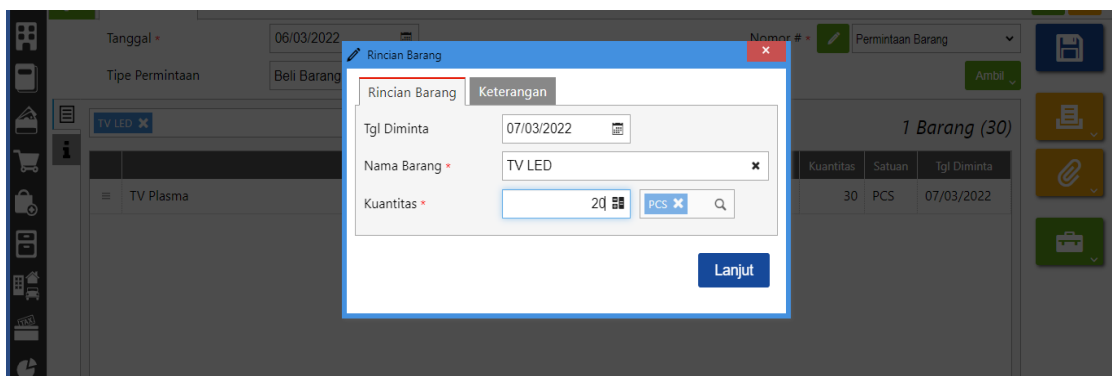 Tanggal * 06/03/2022 Nomor # * Permintaan Barang
Tipe Permintaan Beli Barang Ambil
Rincian Barang
Rincian Barang Keterangan
Tgl Diminta 07/03/2022
Nama Barang * TV LED
Kuantitas * 20 PCS
Lanjut
TV LED 1 Barang (30)
Kuantitas Satuan Tgl Diminta
TV Plasma 30 PCS 07/03/2022
TAX